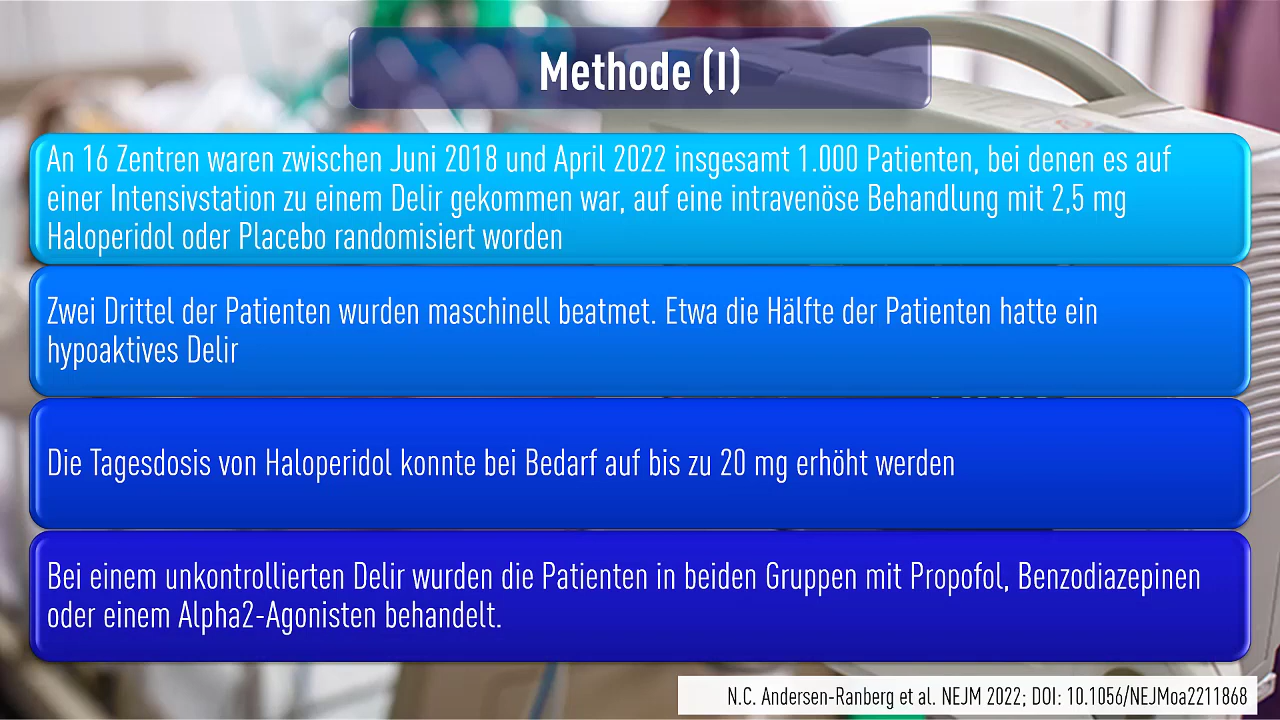 Methode (I)
An 16 Zentren waren zwischen Juni 2018 und April 2022 insgesamt 1.000 Patienten, bei denen es auf
einer Intensivstation zu einem Delir gekommen war, auf eine intravenöse Behandlung mit 2,5 mg
Haloperidol oder Placebo randomisiert worden
Zwei Drittel der Patienten wurden maschinell beatmet. Etwa die Hälfte der Patienten hatte ein
hypoaktives Delir
Die Tagesdosis von Haloperidol konnte bei Bedarf auf bis zu 20 mg erhöht werden
Bei einem unkontrollierten Delir wurden die Patienten in beiden Gruppen mit Propofol, Benzodiazepinen
oder einem Alpha2-Agonisten behandelt.
N.C. Andersen-Ranberg et al. NEJM 2022; DOI: 10.1056/NEJMoa2211868